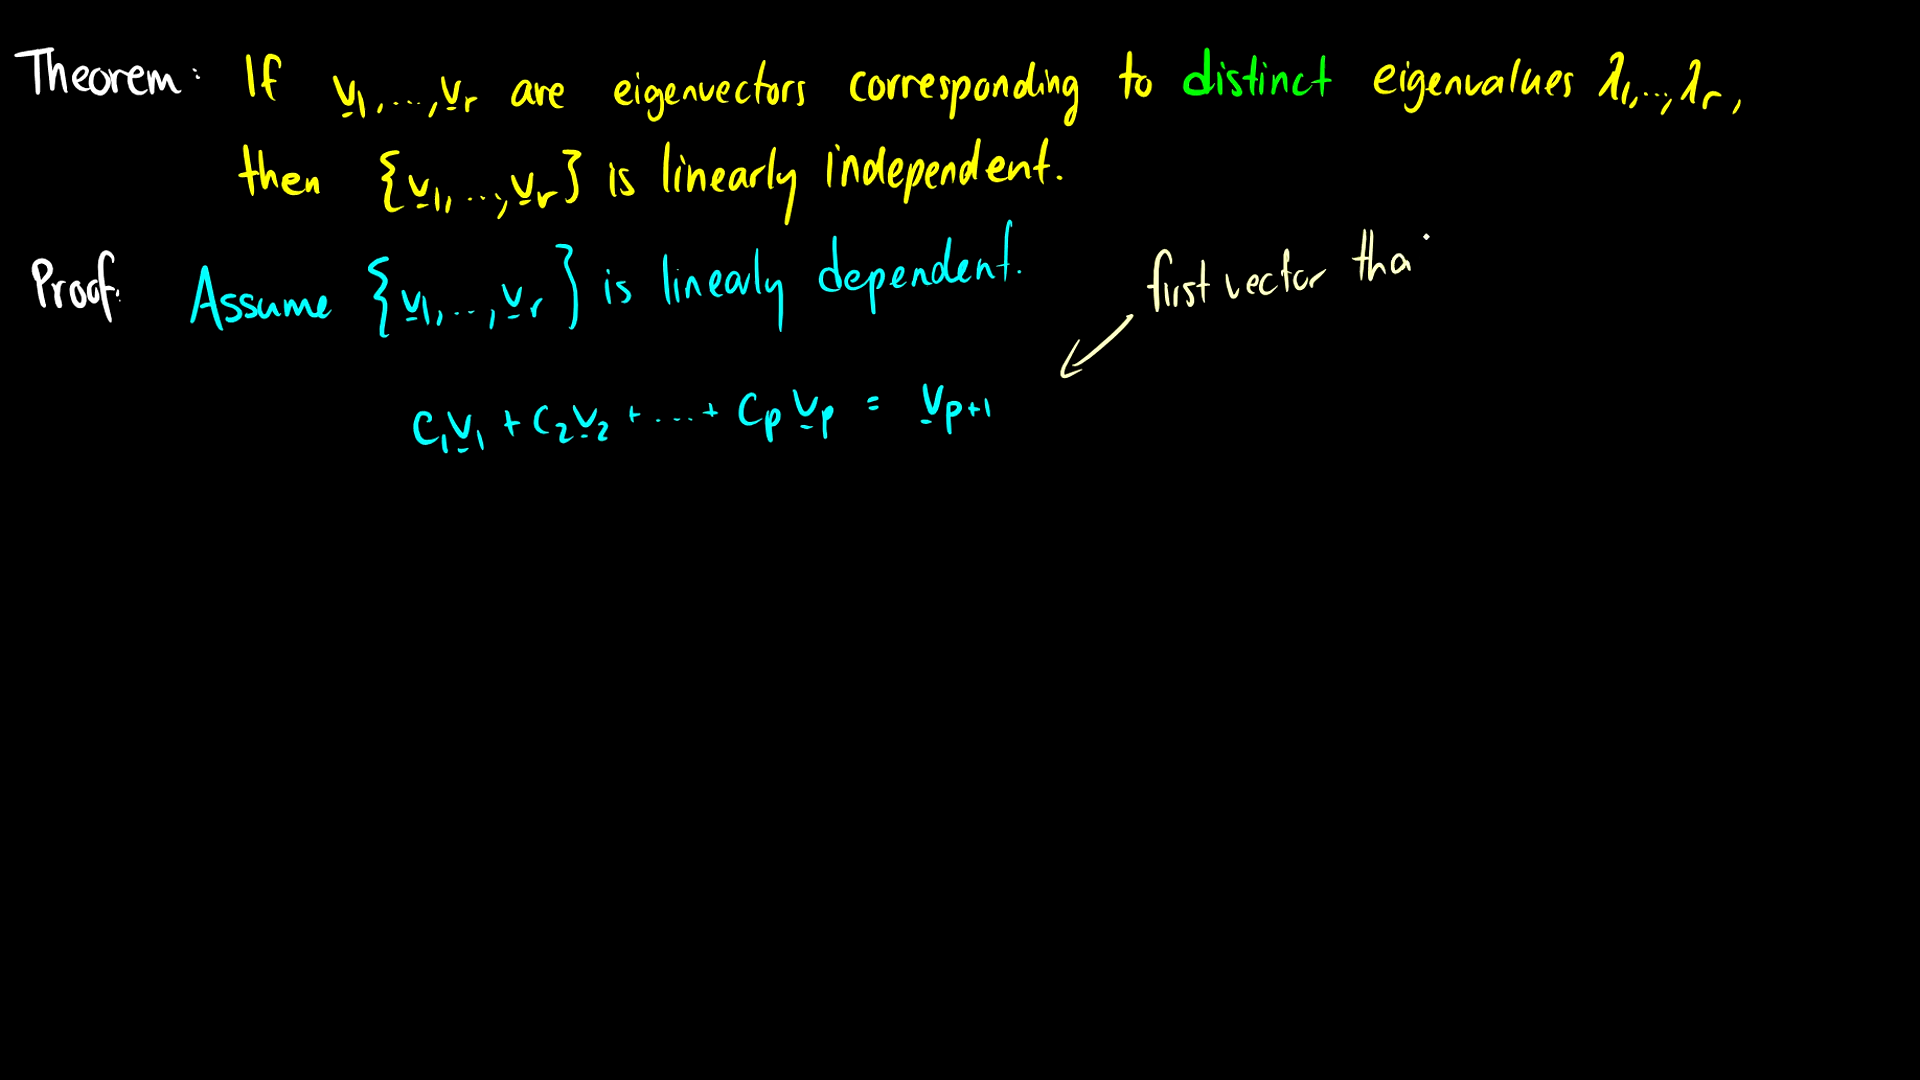 Theorem: If v₁,...,vᵣ are eigenvectors corresponding to distinct eigenvalues λ₁,...,λᵣ,
then {v₁,...,vᵣ} is linearly independent.
Proof: Assume {v₁,...,vᵣ} is linearly dependent.
first vector tha
c₁v₁ + c₂v₂ + ... + cₚvₚ = vₚ₊₁